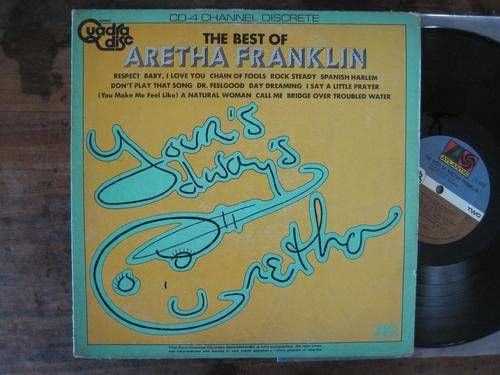 CD-4 CHANNEL DISCRETE
Quadra
disc
THE BEST OF
ARETHA FRANKLIN
RESPECT BABY, I LOVE YOU CHAIN OF FOOLS ROCK STEADY SPANISH HARLEM
DON'T PLAY THAT SONG DR. FEELGOOD DAY DREAMING I SAY A LITTLE PRAYER
(You Make Me Feel Like) A NATURAL WOMAN CALL ME BRIDGE OVER TROUBLED WATER
Your's
Always
Aretha
ATLANTIC
TWO